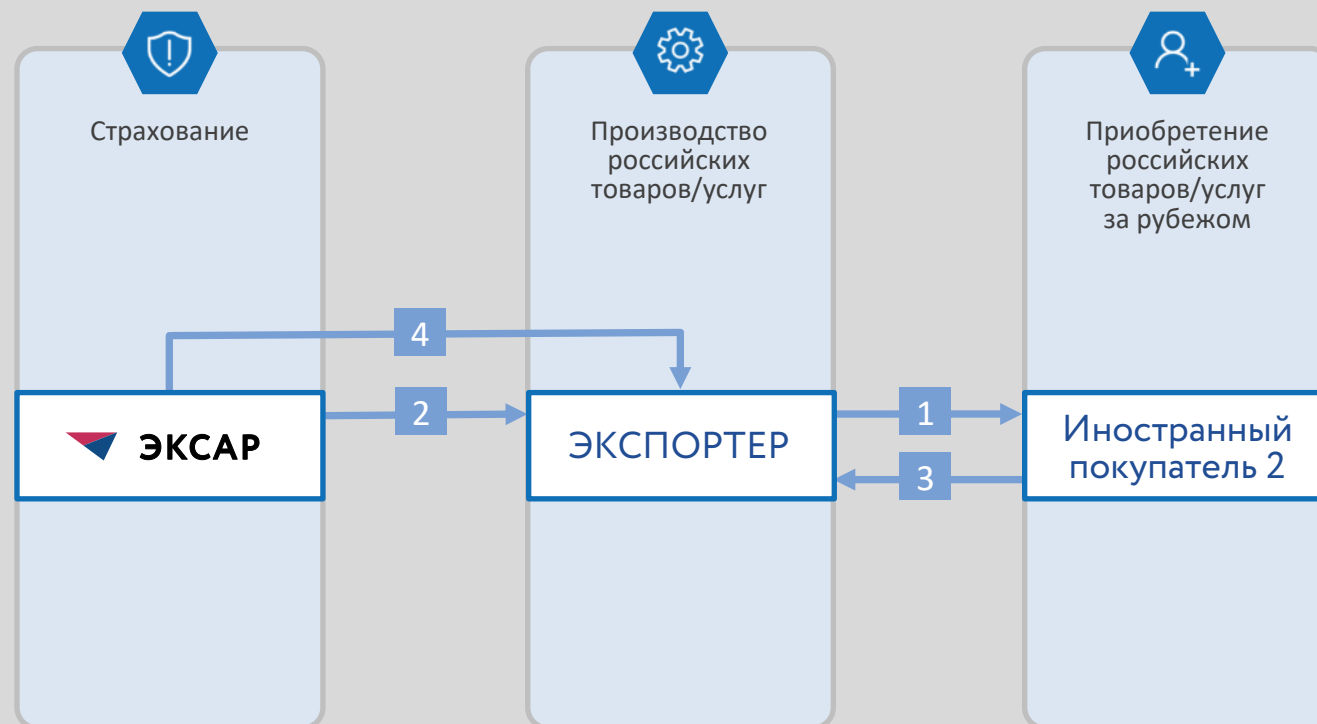 Страхование
Производство
российских
товаров/услуг
Приобретение
российских
товаров/услуг
за рубежом
4
2
1
3
ЭКСАР
ЭКСПОРТЕР
Иностранный
покупатель 2